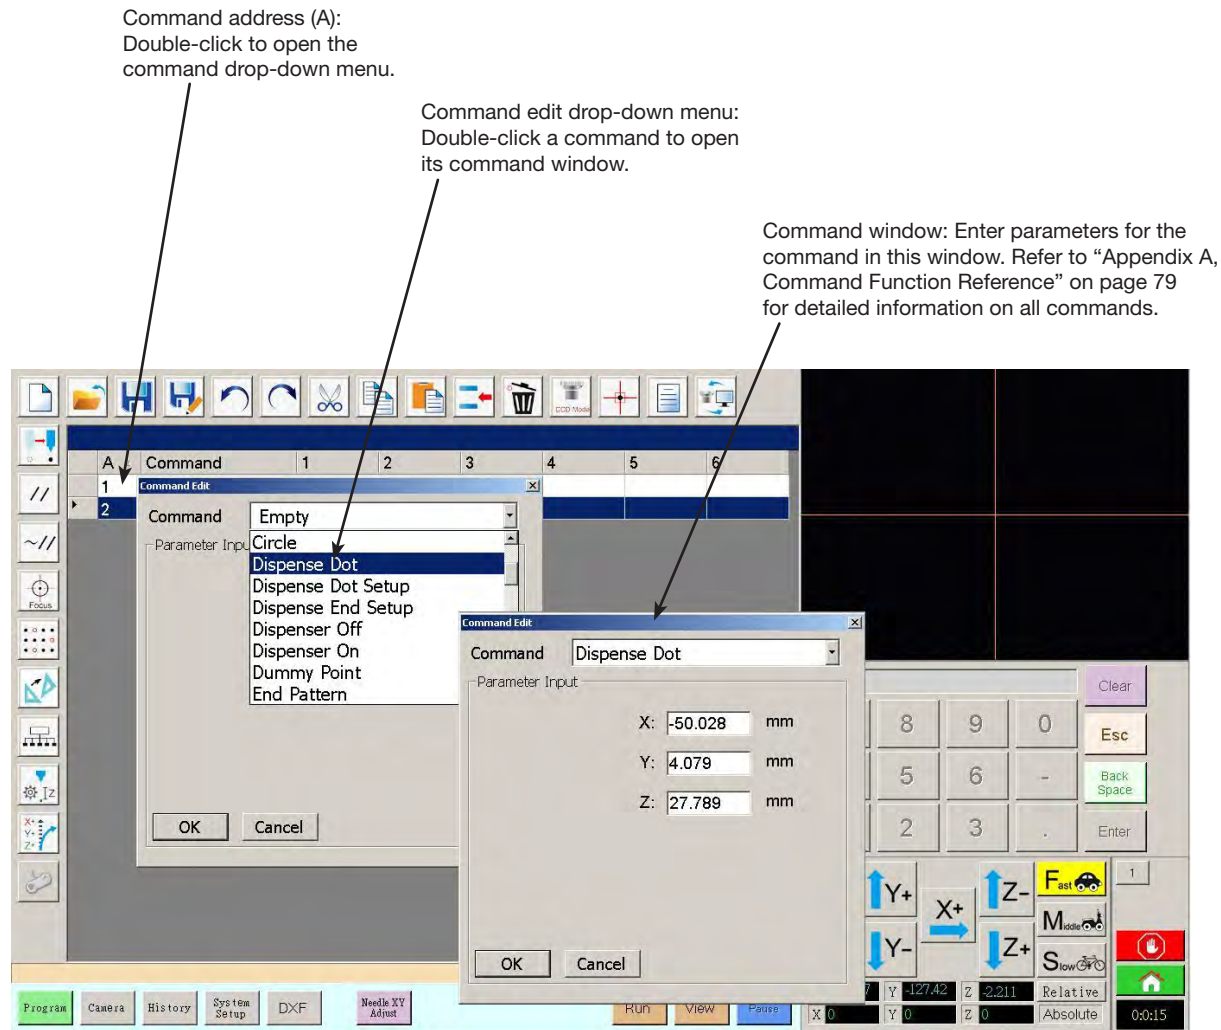 Command address (A):
Double-click to open the
command drop-down menu.
Command edit drop-down menu:
Double-click a command to open
its command window.
Command window: Enter parameters for the
command in this window. Refer to “Appendix A,
Command Function Reference” on page 79
for detailed information on all commands.
CCD Mode
A Command 1 2 3 4 5 6
1
2
Command Edit
Command Empty
Parameter Inpu
Circle
Dispense Dot
Dispense Dot Setup
Dispense End Setup
Dispenser Off
Dispenser On
Dummy Point
End Pattern
OK Cancel
Command Edit
Command Dispense Dot
Parameter Input
X: -50.028 mm
Y: 4.079 mm
Z: 27.789 mm
OK Cancel
Focus
Iz
X+
Y+
Z+
Clear
8 9 0 Esc
5 6 - Back Space
2 3 . Enter
Y+ X+ Z- Fast 1
Y- Z+ Middle
Slow
7 Y -127.42 Z -2.211 Relative
X 0 Y 0 Z 0 Absolute 0:0:15
Program Camera History System Setup DXF Needle XY Adjust Run View Pause